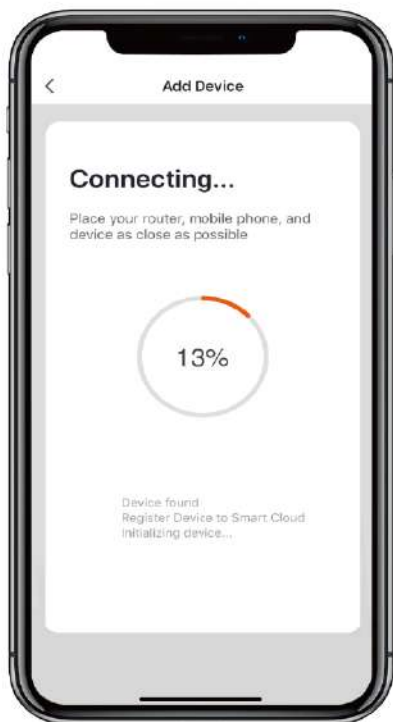 Add Device
Connecting...
Place your router, mobile phone, and
device as close as possible
13%
Device found
Register Device to Smart Cloud
Initializing device...